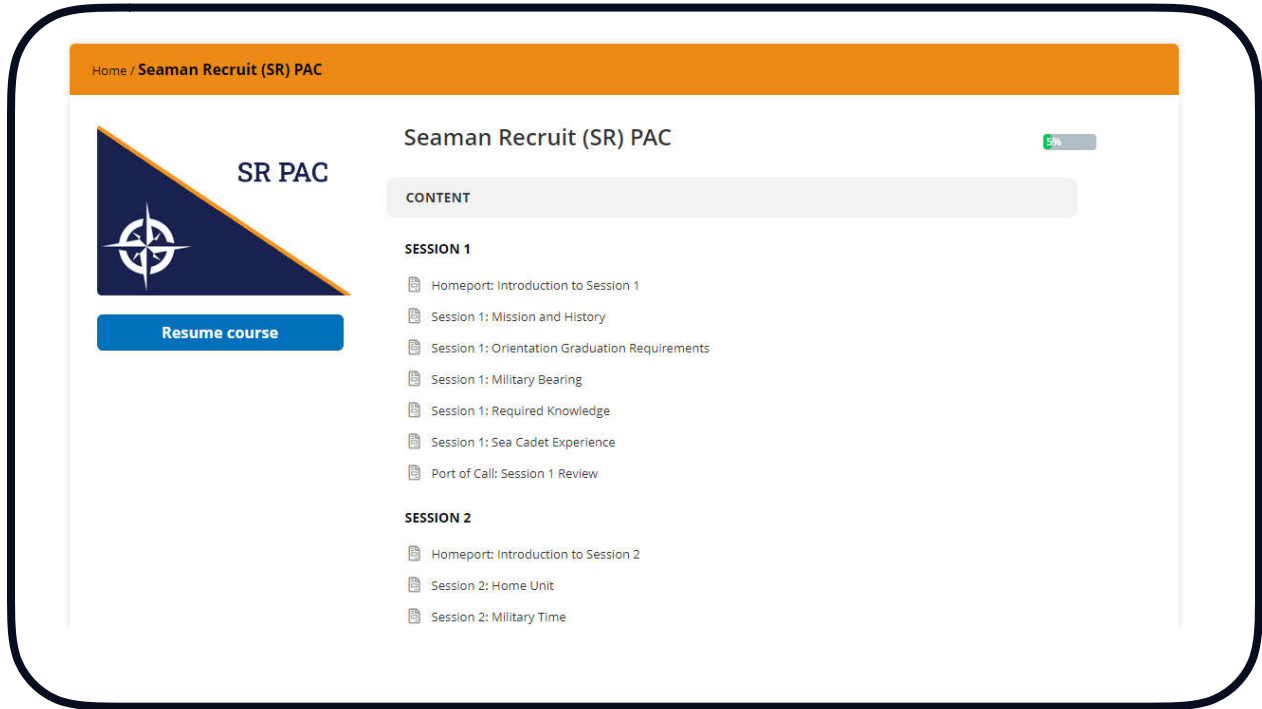 Home / Seaman Recruit (SR) PAC
SR PAC
Resume course
Seaman Recruit (SR) PAC
5%
CONTENT
SESSION 1
Homeport: Introduction to Session 1
Session 1: Mission and History
Session 1: Orientation Graduation Requirements
Session 1: Military Bearing
Session 1: Required Knowledge
Session 1: Sea Cadet Experience
Port of Call: Session 1 Review
SESSION 2
Homeport: Introduction to Session 2
Session 2: Home Unit
Session 2: Military Time